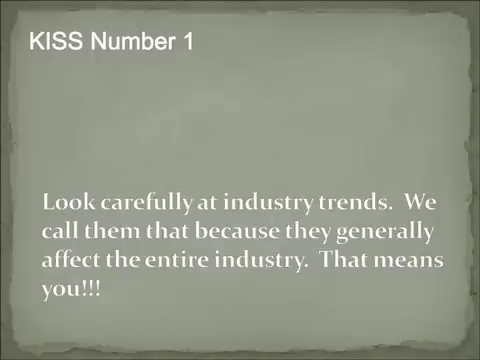 KISS Number 1
Look carefully at industry trends.  We
call them that because they generally
affect the entire industry.  That means
you!!!